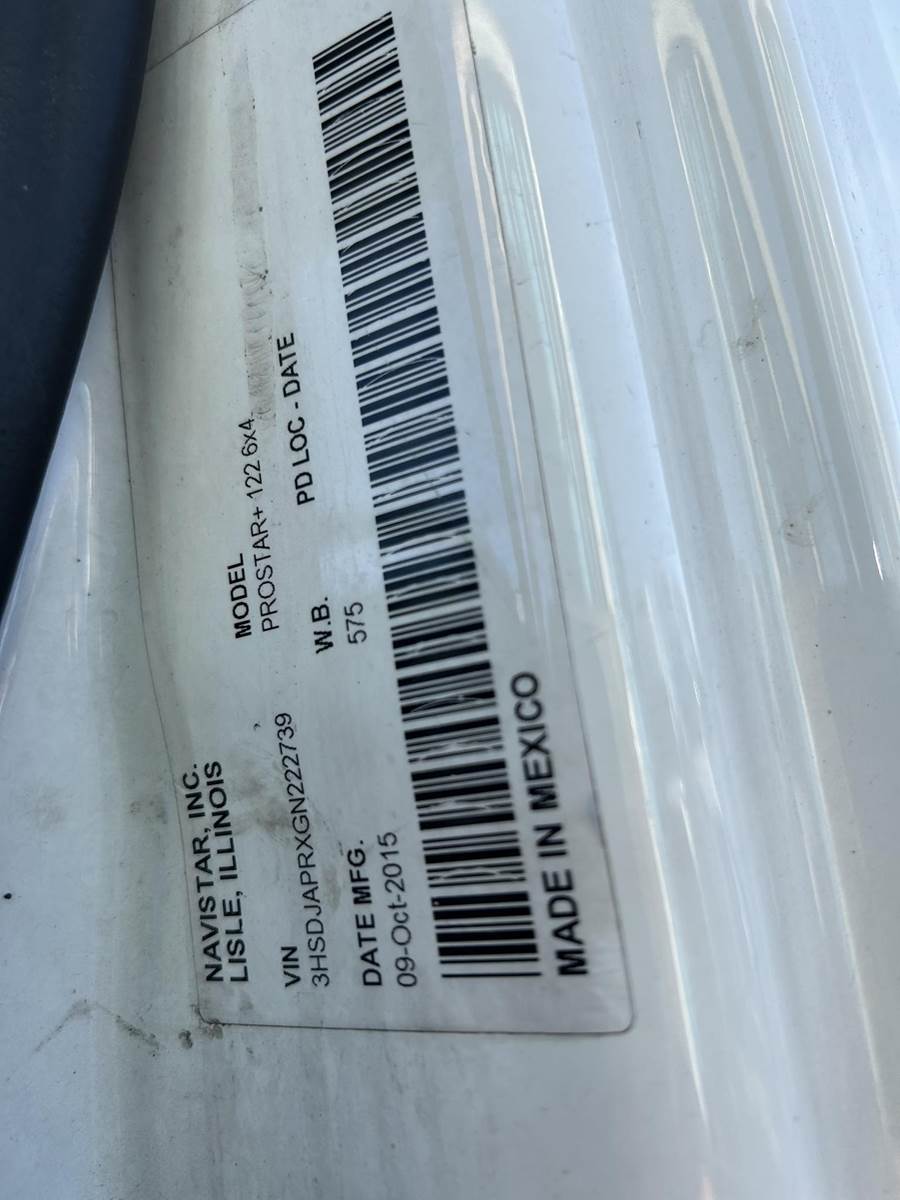 NAVISTAR, INC.
LISLE, ILLINOIS
MODEL
PROSTAR+ 122 6x4
VIN
3HSDJAPRXGN222739
W.B.
575
PD LOC - DATE
DATE MFG.
09-Oct-2015
MADE IN MEXICO